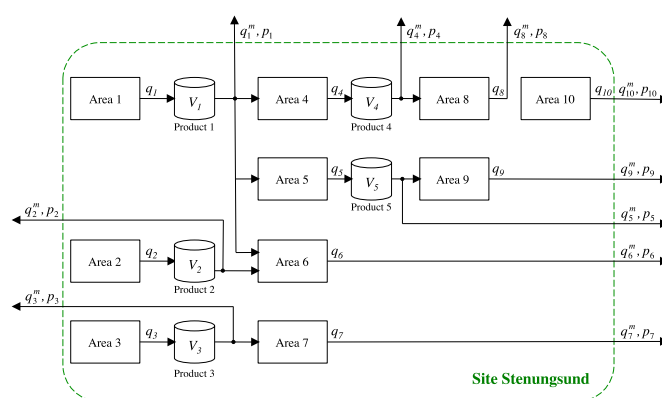 q₁ᵐ, p₁
q₄ᵐ, p₄
q₈ᵐ, p₈
Area 1
q₁
V₁
Product 1
Area 4
q₄
V₄
Product 4
Area 8
q₈
Area 10
q₁₀
q₁₀ᵐ, p₁₀
Area 5
q₅
V₅
Product 5
Area 9
q₉
q₉ᵐ, p₉
q₂ᵐ, p₂
q₅ᵐ, p₅
Area 2
q₂
V₂
Product 2
Area 6
q₆
q₆ᵐ, p₆
q₃ᵐ, p₃
Area 3
q₃
V₃
Product 3
Area 7
q₇
q₇ᵐ, p₇
Site Stenungsund